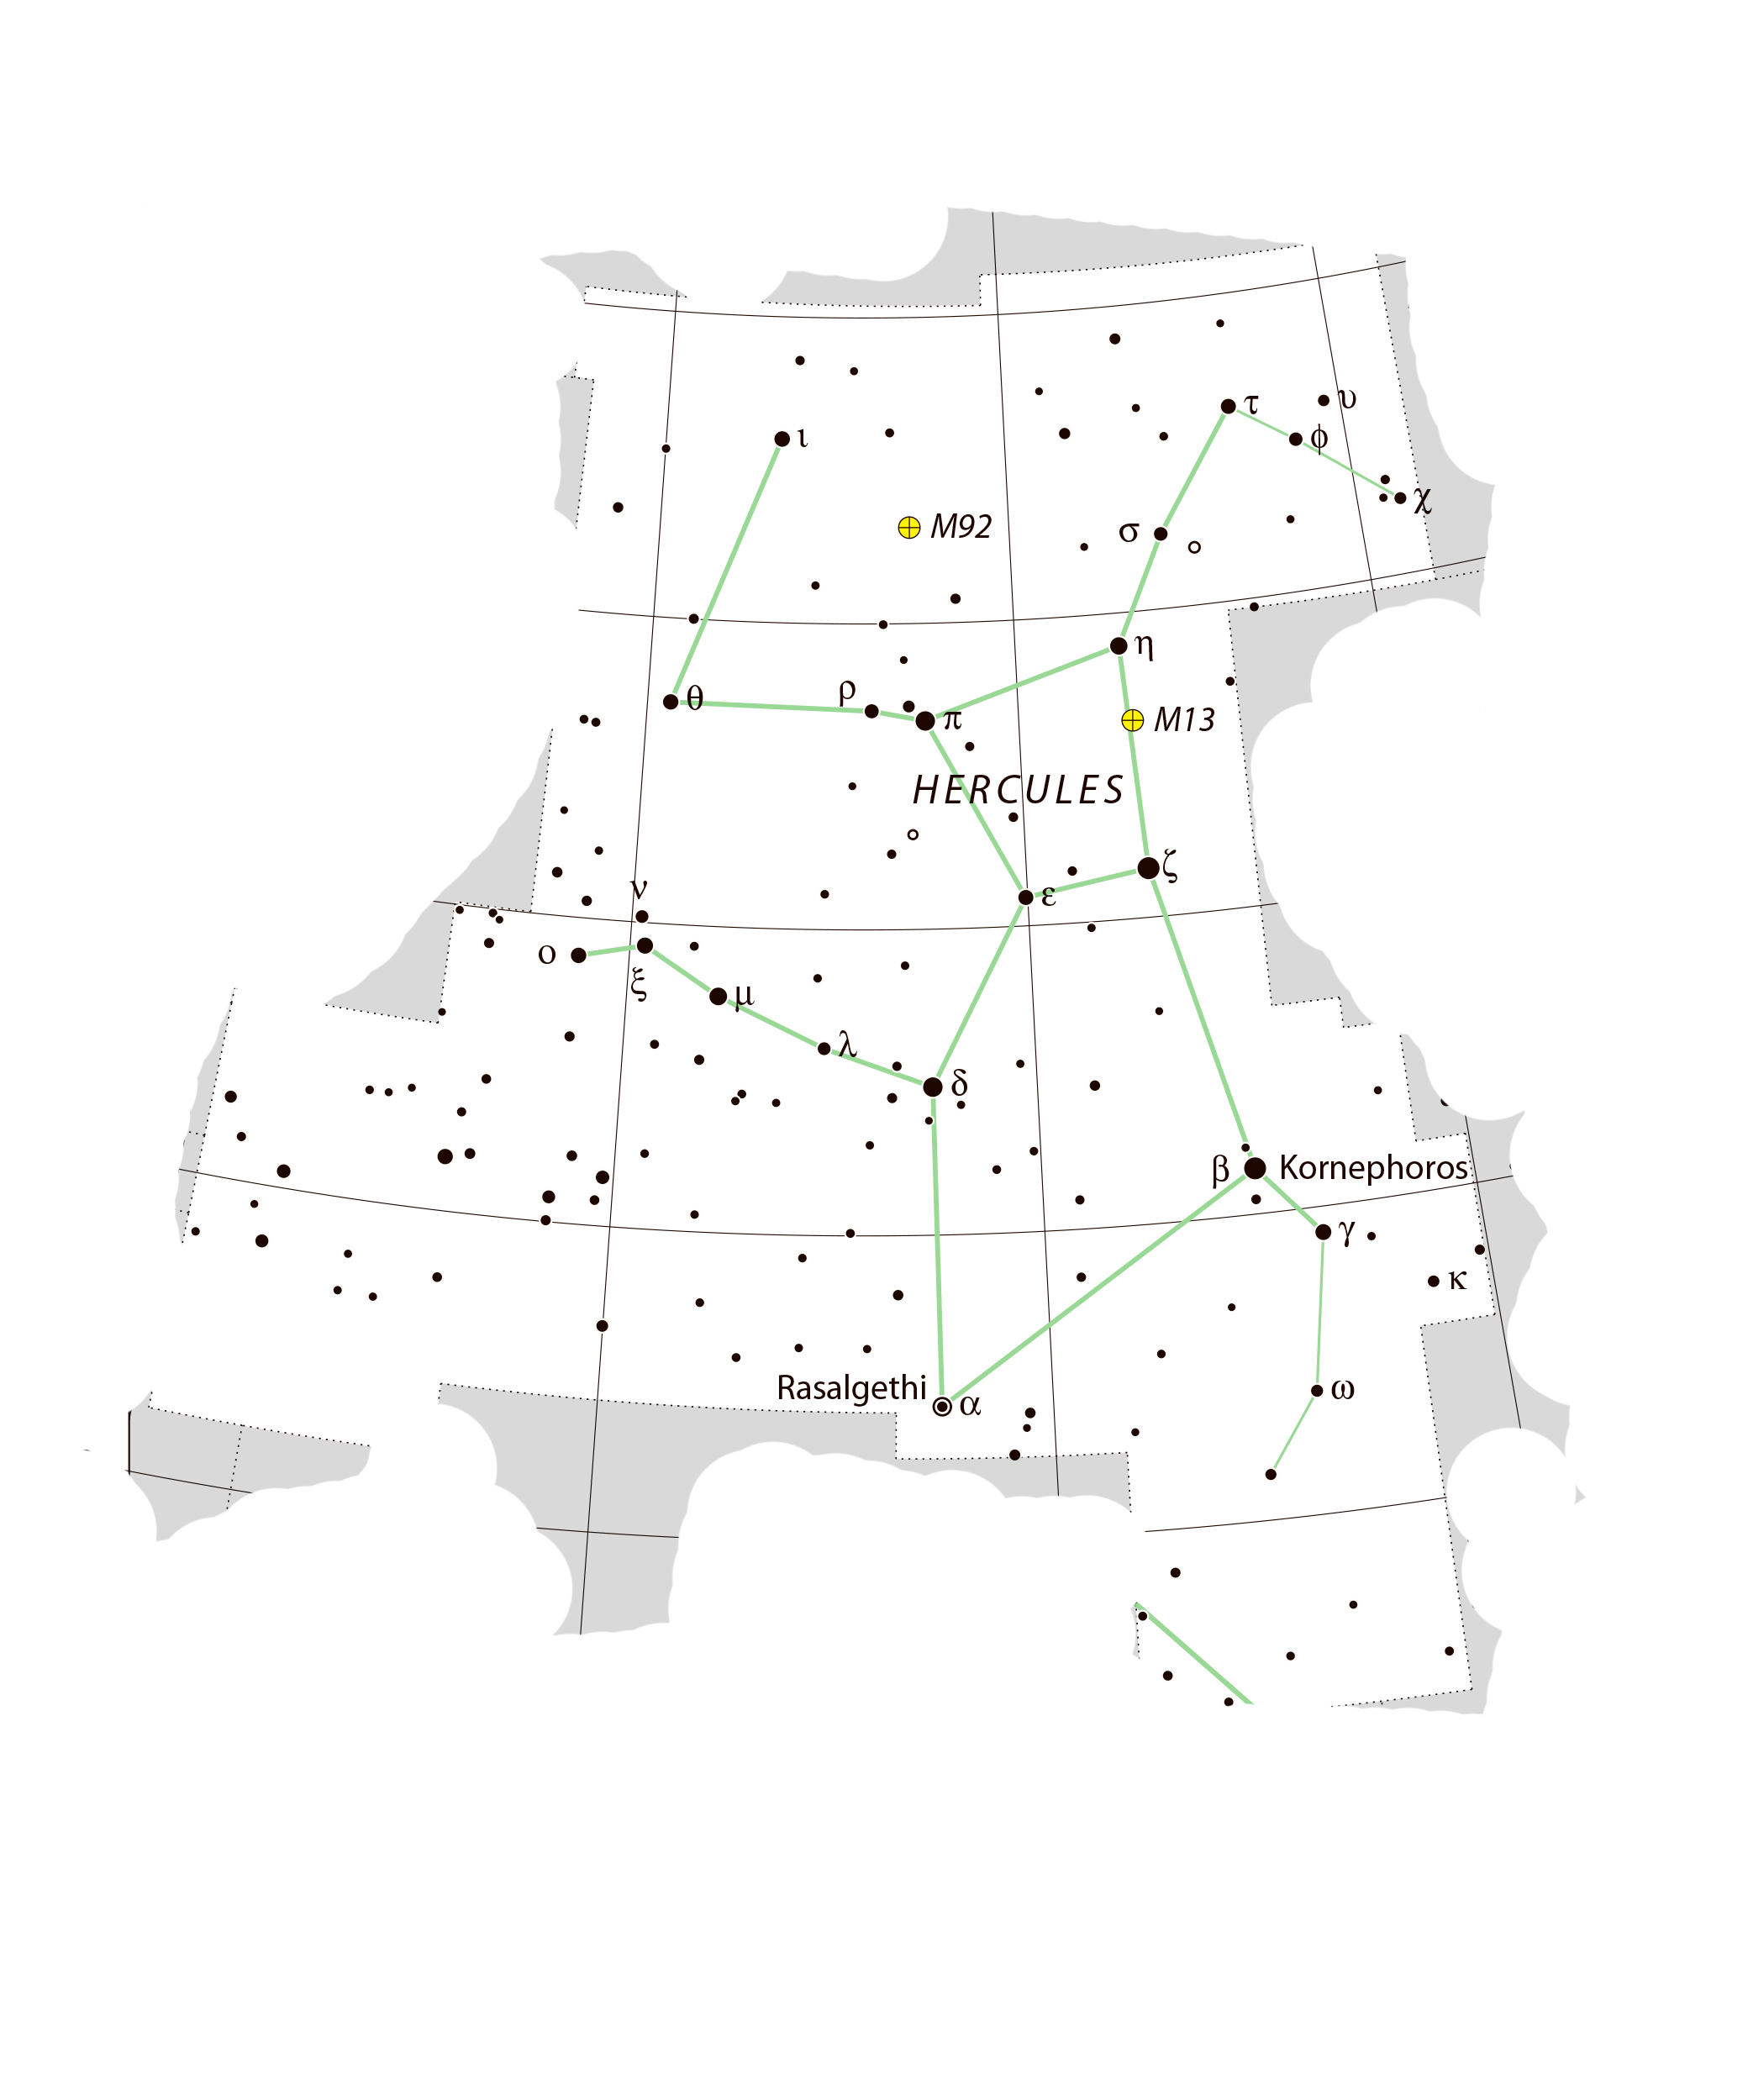 τ
υ
ι
φ
χ
M92
σ
η
θ
ρ
π
M13
HERCULES
ζ
ν
ε
ο
ξ
μ
λ
δ
β Kornephoros
γ
κ
Rasalgethi
α
ω